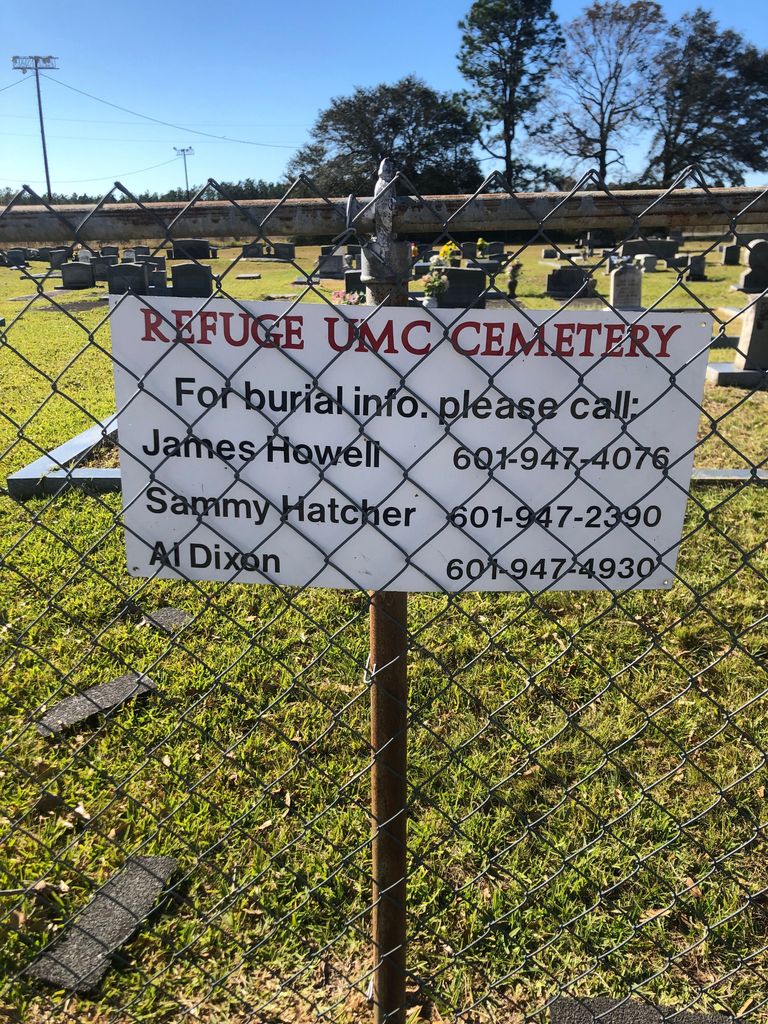 REFUGE UMC CEMETERY
For burial info. please call:
James Howell 601-947-4076
Sammy Hatcher 601-947-2390
Al Dixon 601-947-4930